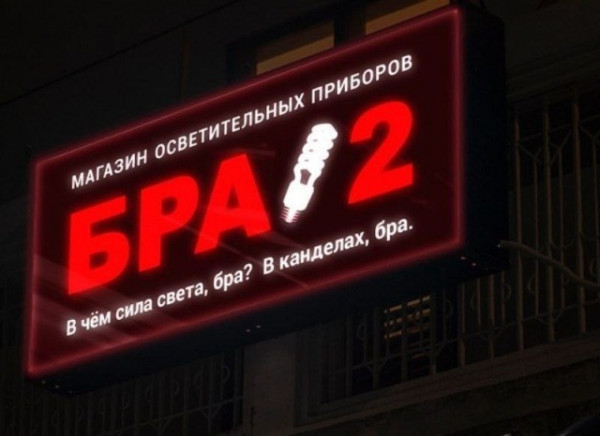 МАГАЗИН ОСВЕТИТЕЛЬНЫХ ПРИБОРОВ
БРА 2
В чём сила света, бра? В канделах, бра.